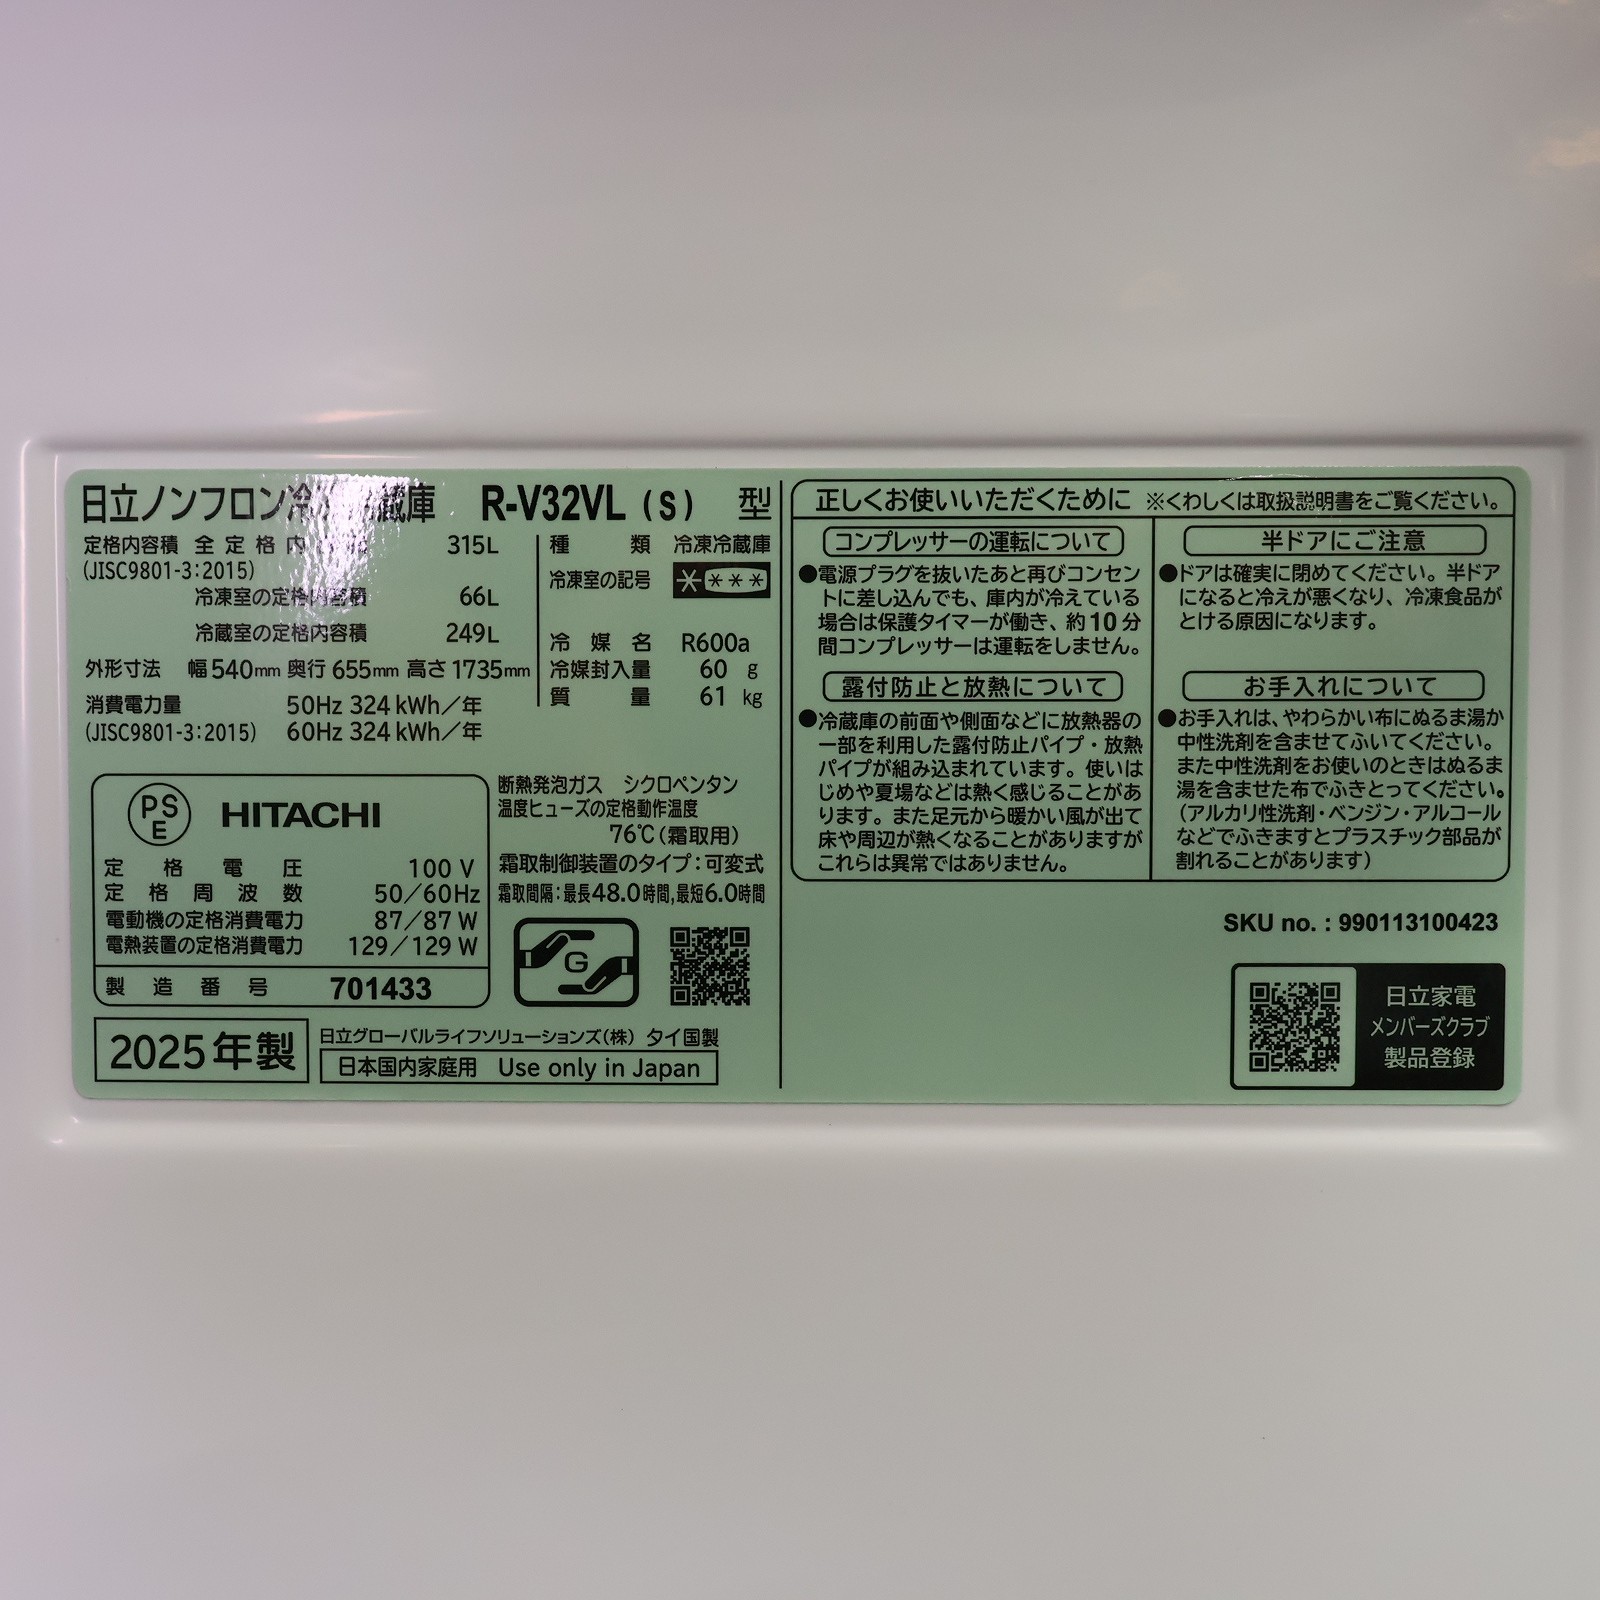 日立ノンフロン冷 蔵庫 R-V32VL (S) 型
定格内容積 全定格内 315L
(JISC9801-3:2015)
冷凍室の定格内容積 66L
冷蔵室の定格内容積 249L
外形寸法 幅540mm 奥行655mm 高さ1735mm
消費電力量 50Hz 324kWh/年
(JISC9801-3:2015) 60Hz 324kWh/年
種類 冷凍冷蔵庫
冷凍室の記号 ****
冷媒名 R600a
冷媒封入量 60 g
質量 61 kg
PS
E
HITACHI
定格電圧 100V
定格周波数 50/60Hz
電動機の定格消費電力 87/87W
電熱装置の定格消費電力 129/129W
製造番号 701433
断熱発泡ガス シクロペンタン
温度ヒューズの定格動作温度
76℃(霜取用)
霜取制御装置のタイプ:可変式
霜取間隔:最長48.0時間,最短6.0時間
G
2025年製
日立グローバルライフソリューションズ(株) タイ国製
日本国内家庭用 Use only in Japan
正しくお使いいただくために ※くわしくは取扱説明書をご覧ください。
コンプレッサーの運転について
●電源プラグを抜いたあと再びコンセン
トに差し込んでも、庫内が冷えている
場合は保護タイマーが働き、約10分
間コンプレッサーは運転をしません。
露付防止と放熱について
●冷蔵庫の前面や側面などに放熱器の
一部を利用した露付防止パイプ・放熱
パイプが組み込まれています。使いは
じめや夏場などは熱く感じることがあ
ります。また足元から暖かい風が出て
床や周辺が熱くなることがありますが
これらは異常ではありません。
半ドアにご注意
●ドアは確実に閉めてください。半ドア
になると冷えが悪くなり、冷凍食品が
とける原因になります。
お手入れについて
●お手入れは、やわらかい布にぬるま湯か
中性洗剤を含ませてふいてください。
また中性洗剤をお使いのときはぬるま
湯を含ませた布でふきとってください。
(アルカリ性洗剤・ベンジン・アルコール
などでふきますとプラスチック部品が
割れることがあります)
SKU no. : 990113100423
日立家電
メンバーズクラブ
製品登録